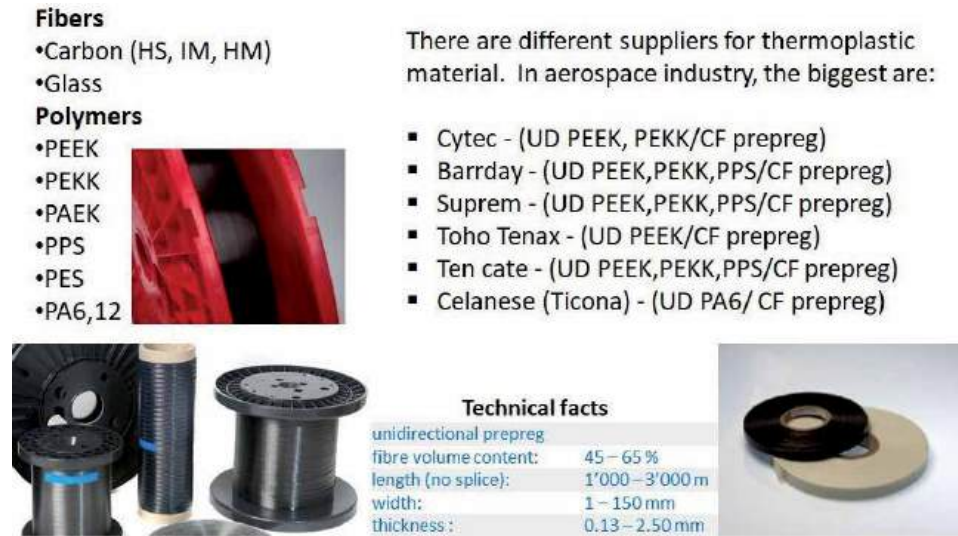 Fibers
•Carbon (HS, IM, HM)
•Glass
Polymers
•PEEK
•PEKK
•PAEK
•PPS
•PES
•PA6,12
There are different suppliers for thermoplastic
material.  In aerospace industry, the biggest are:
▪ Cytec - (UD PEEK, PEKK/CF prepreg)
▪ Barrday - (UD PEEK,PEKK,PPS/CF prepreg)
▪ Suprem - (UD PEEK,PEKK,PPS/CF prepreg)
▪ Toho Tenax - (UD PEEK/CF prepreg)
▪ Ten cate - (UD PEEK,PEKK,PPS/CF prepreg)
▪ Celanese (Ticona) - (UD PA6/ CF prepreg)
Technical facts
unidirectional prepreg
fibre volume content: 45 – 65 %
length (no splice): 1'000 – 3'000 m
width: 1 – 150 mm
thickness : 0.13 – 2.50 mm